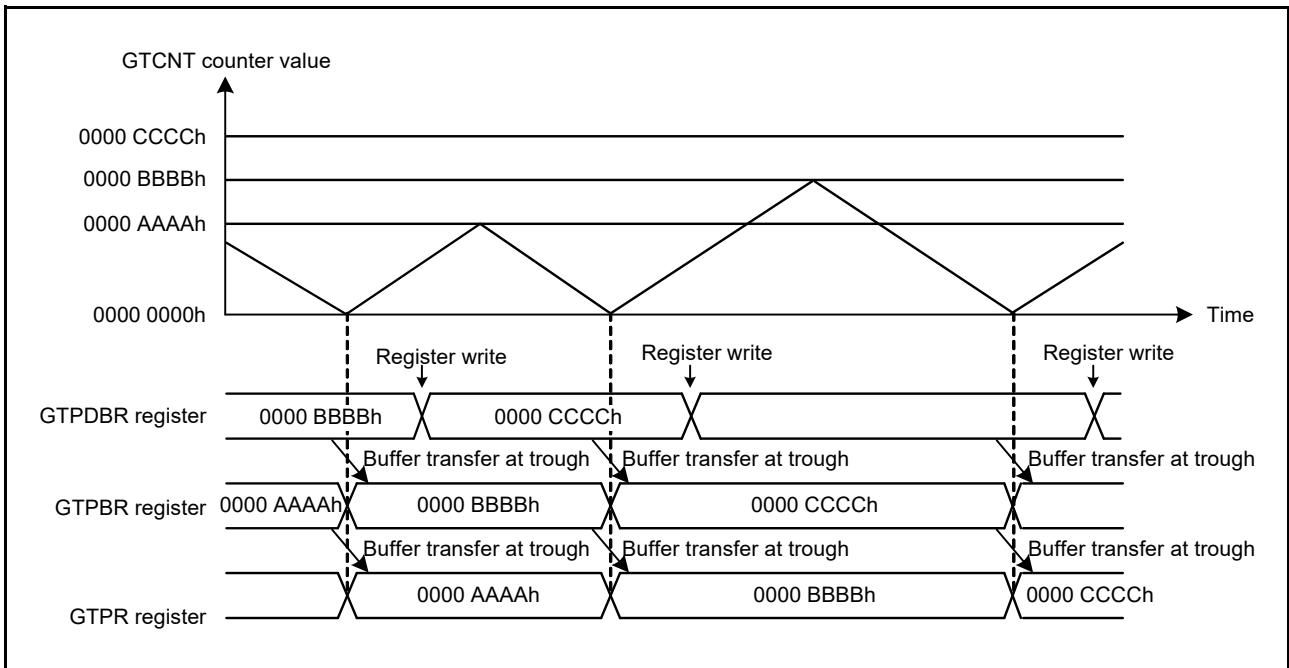 GTCNT counter value
0000 CCCCh
0000 BBBBh
0000 AAAAh
0000 0000h
Time
Register write
Register write
Register write
GTPDBR register
0000 BBBBh
0000 CCCCh
Buffer transfer at trough
Buffer transfer at trough
Buffer transfer at trough
GTPBR register
0000 AAAAh
0000 BBBBh
0000 CCCCh
Buffer transfer at trough
Buffer transfer at trough
Buffer transfer at trough
GTPR register
0000 AAAAh
0000 BBBBh
0000 CCCCh